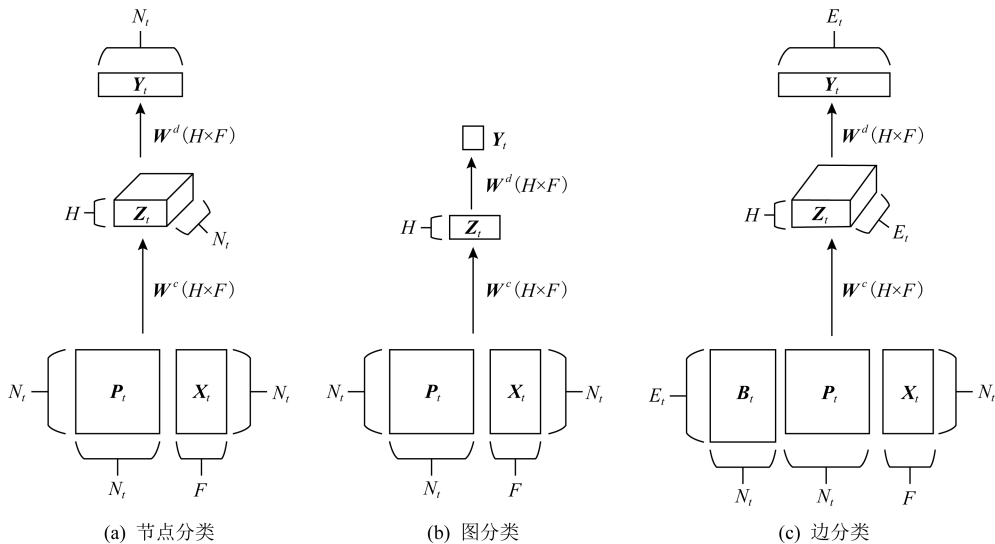 N_t
Y_t
W^d(H×F)
H
Z_t
N_t
W^c(H×F)
N_t
P_t
X_t
N_t
N_t
F
(a) 节点分类
Y_t
W^d(H×F)
H
Z_t
W^c(H×F)
N_t
P_t
X_t
N_t
N_t
F
(b) 图分类
E_t
Y_t
W^d(H×F)
H
Z_t
E_t
W^c(H×F)
E_t
B_t
P_t
X_t
N_t
N_t
N_t
F
(c) 边分类